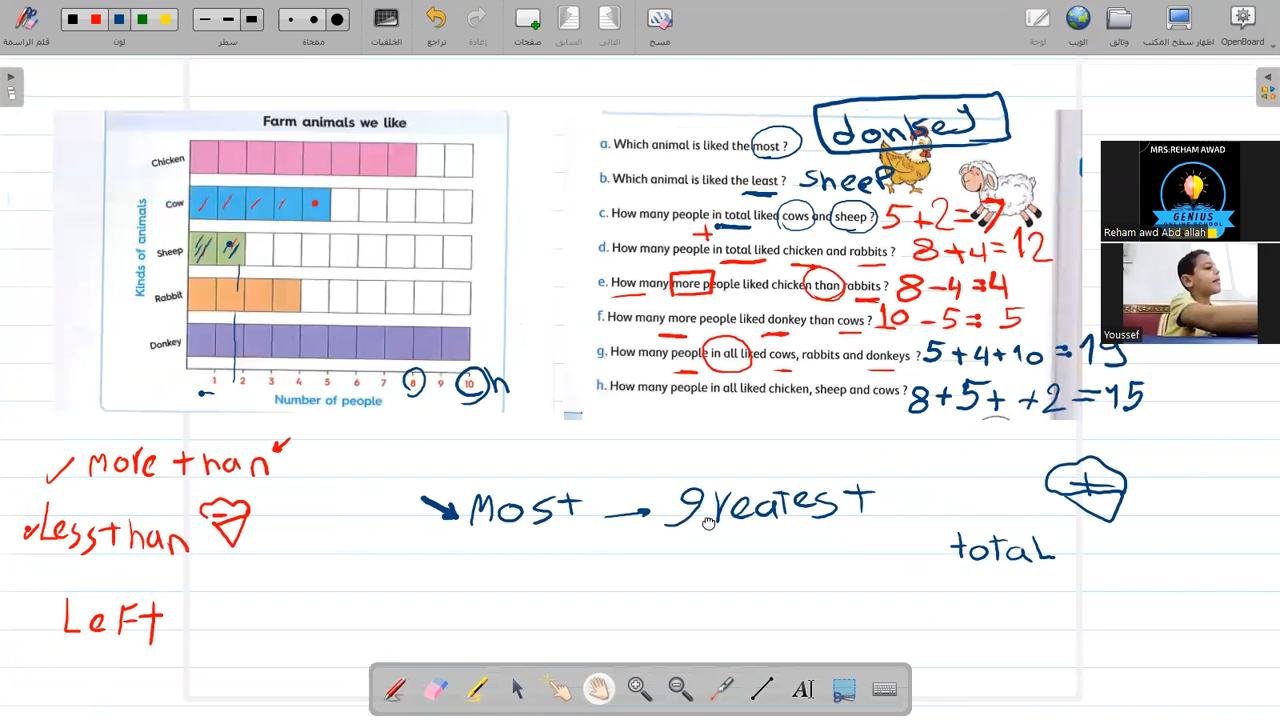 OpenBoard
اظهار سطح المكتب
وثائق
الويب
لوحة
مسح
التالي
السابق
صفحات
إعادة
تراجع
الخلفيات
ممحاة
سطر
لون
قلم الراسمة
Farm animals we like
Kinds of animals
Chicken
Cow
Sheep
Rabbit
Donkey
1 2 3 4 5 6 7 8 9 10 h
Number of people
donkey
a. Which animal is liked the most ?
b. Which animal is liked the least ? sheep
c. How many people in total liked cows and sheep ? 5+2=7
+
d. How many people in total liked chicken and rabbits ? 8+4=12
e. How many more people liked chicken than rabbits ? 8-4=4
f. How many more people liked donkey than cows ? 10-5=5
g. How many people in all liked cows, rabbits and donkeys ? 5+4+10=19
h. How many people in all liked chicken, sheep and cows ? 8+5++2=15
MRS.REHAM AWAD
GENIUS
ONLINE SCHOOL
Reham awd Abd allah
Youssef
more than
Less than
Left
Most → greatest
total